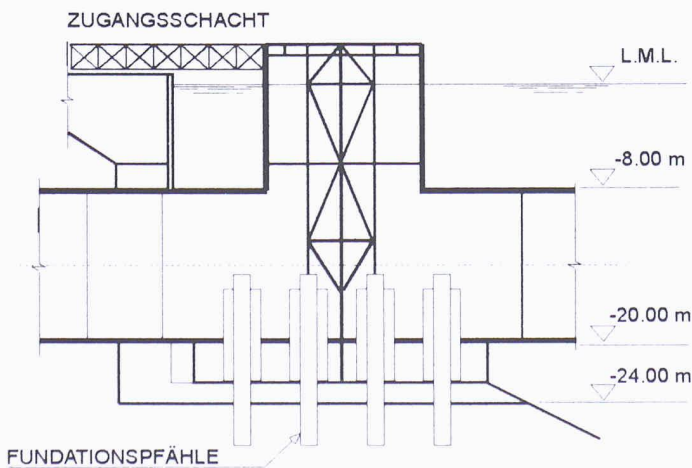 ZUGANGSSCHACHT
L.M.L.
-8.00 m
-20.00 m
-24.00 m
FUNDATIONSPFÄHLE